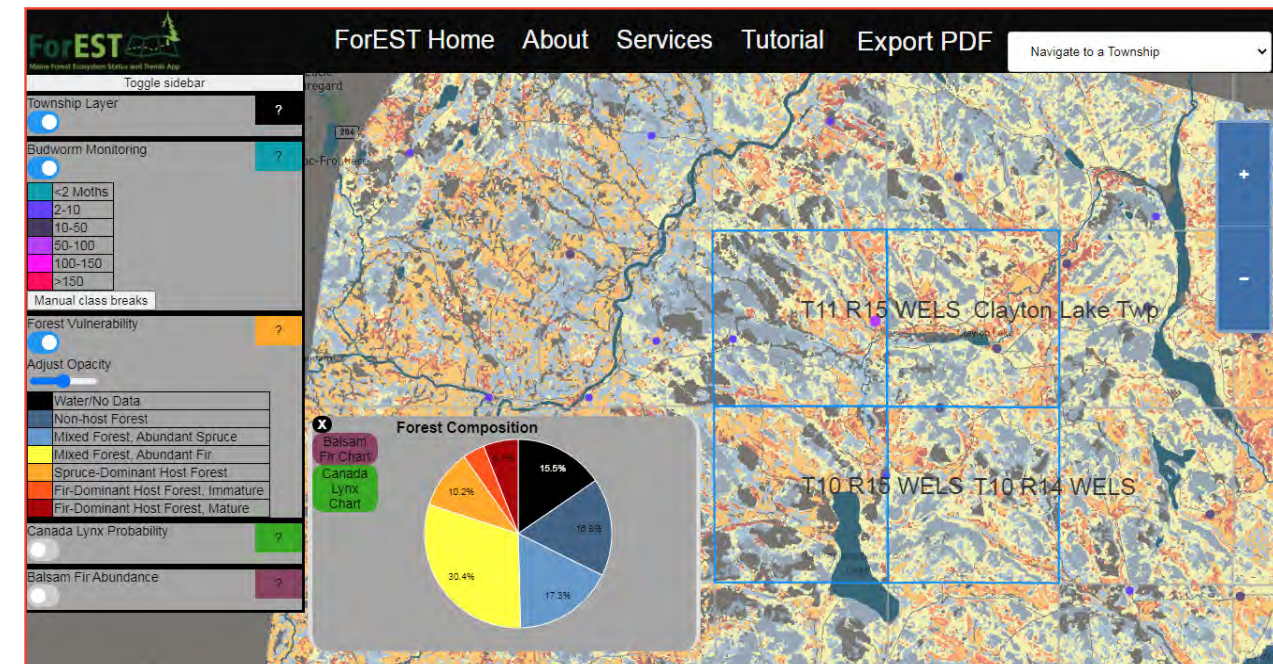 ForEST
Maine Forest Ecosystem Status and Trends App
ForEST Home About Services Tutorial Export PDF
Navigate to a Township
Toggle sidebar
Township Layer
?
Budworm Monitoring
?
<2 Moths
2-10
10-50
50-100
100-150
>150
Manual class breaks
Forest Vulnerability
?
Adjust Opacity
Water/No Data
Non-host Forest
Mixed Forest, Abundant Spruce
Mixed Forest, Abundant Fir
Spruce-Dominant Host Forest
Fir-Dominant Host Forest, Immature
Fir-Dominant Host Forest, Mature
Canada Lynx Probability
?
Balsam Fir Abundance
?
regard
204
+
-
T11 R15 WELS Clayton Lake Twp
Clayton Lake
T10 R15 WELS T10 R14 WELS
X
Forest Composition
Balsam
Fir Chart
Canada
Lynx
Chart
15.5%
17.3%
30.4%
10.2%